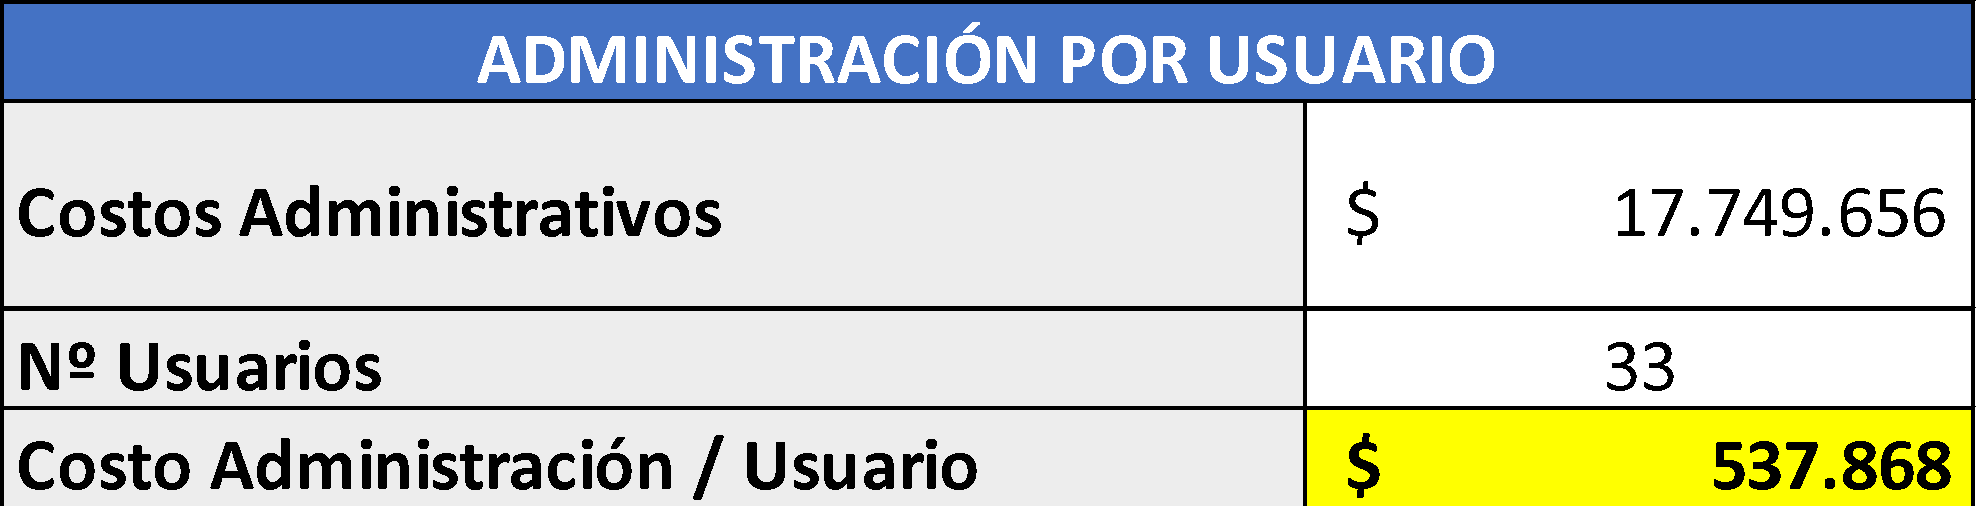 ADMINISTRACIÓN POR USUARIO
Costos Administrativos $ 17.749.656
Nº Usuarios 33
Costo Administración / Usuario $ 537.868